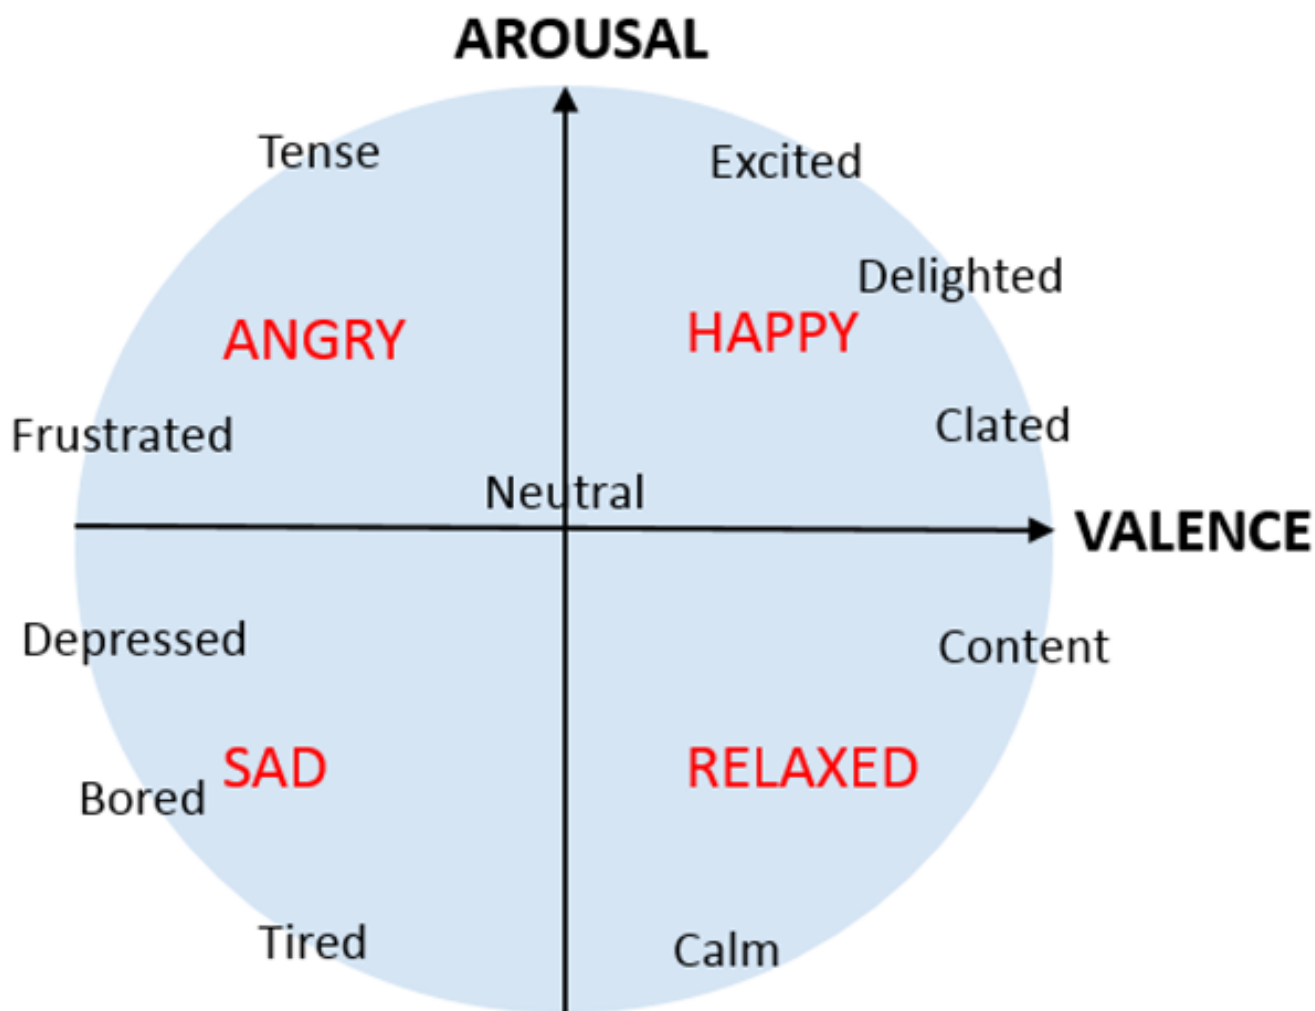 AROUSAL
Tense
Excited
Delighted
ANGRY
HAPPY
Frustrated
Clated
Neutral
VALENCE
Depressed
Content
SAD
RELAXED
Bored
Tired
Calm